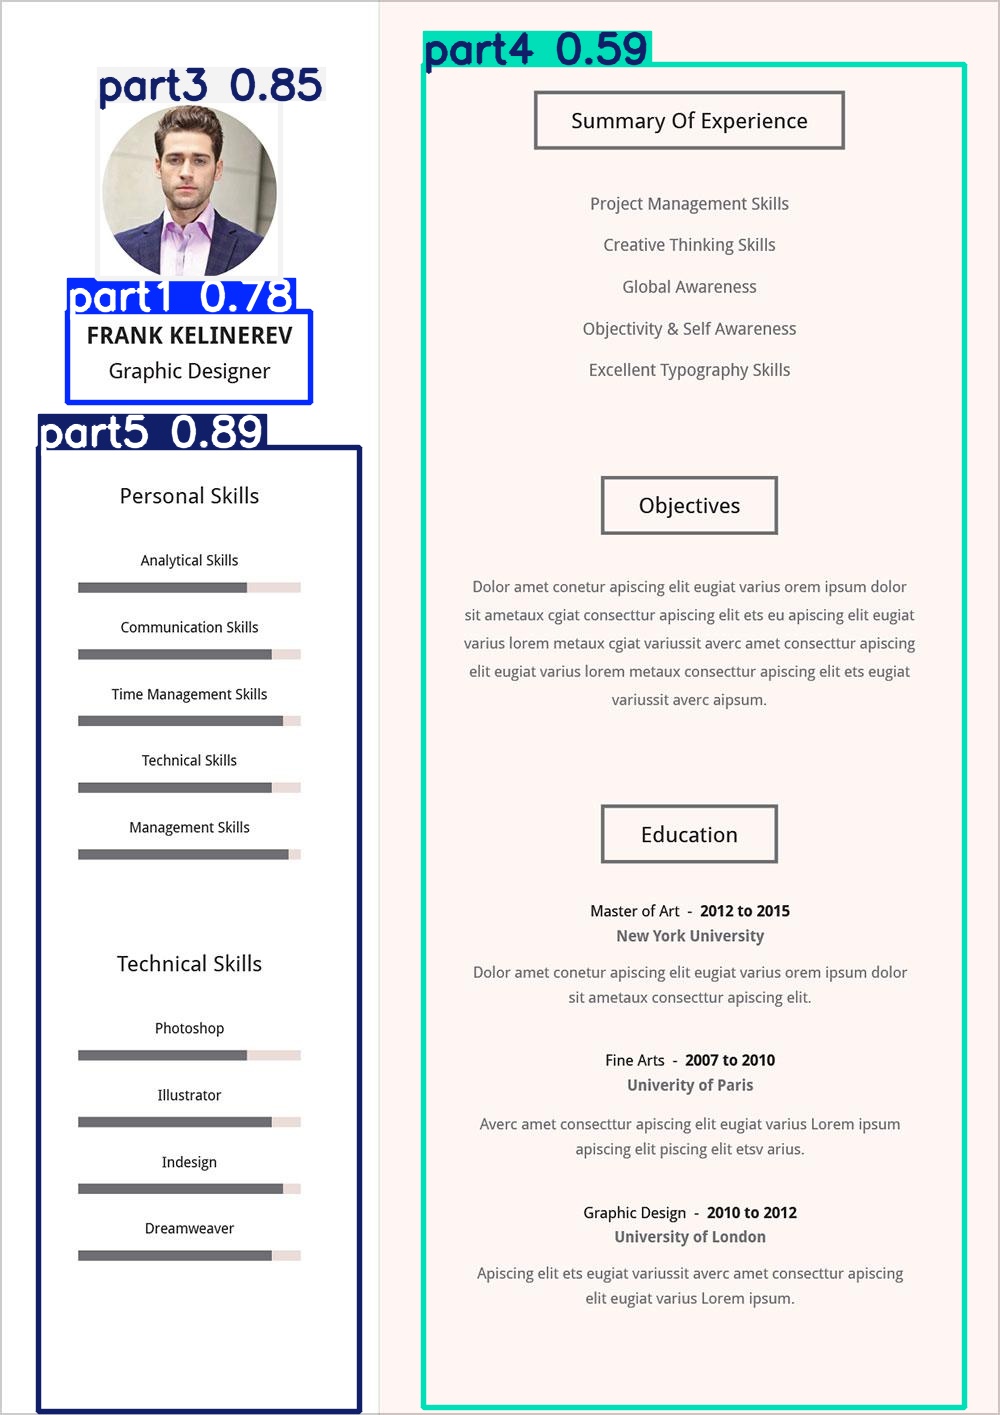 part3 0.85
part1 0.78
FRANK KELINEREV
Graphic Designer
part5 0.89
Personal Skills
Analytical Skills
Communication Skills
Time Management Skills
Technical Skills
Management Skills
Technical Skills
Photoshop
Illustrator
Indesign
Dreamweaver
part4 0.59
Summary Of Experience
Project Management Skills
Creative Thinking Skills
Global Awareness
Objectivity & Self Awareness
Excellent Typography Skills
Objectives
Dolor amet conetur apiscing elit eugiat varius orem ipsum dolor
sit ametaux cgiat consecttur apiscing elit ets eu apiscing elit eugiat
varius lorem metaux cgiat variussit averc amet consecttur apiscing
elit eugiat varius lorem metaux consecttur apiscing elit ets eugiat
variussit averc aipsum.
Education
Master of Art - 2012 to 2015
New York University
Dolor amet conetur apiscing elit eugiat varius orem ipsum dolor
sit ametaux consecttur apiscing elit.
Fine Arts - 2007 to 2010
Univerity of Paris
Averc amet consecttur apiscing elit eugiat varius Lorem ipsum
apiscing elit piscing elit etsv arius.
Graphic Design - 2010 to 2012
University of London
Apiscing elit ets eugiat variussit averc amet consecttur apiscing
elit eugiat varius Lorem ipsum.